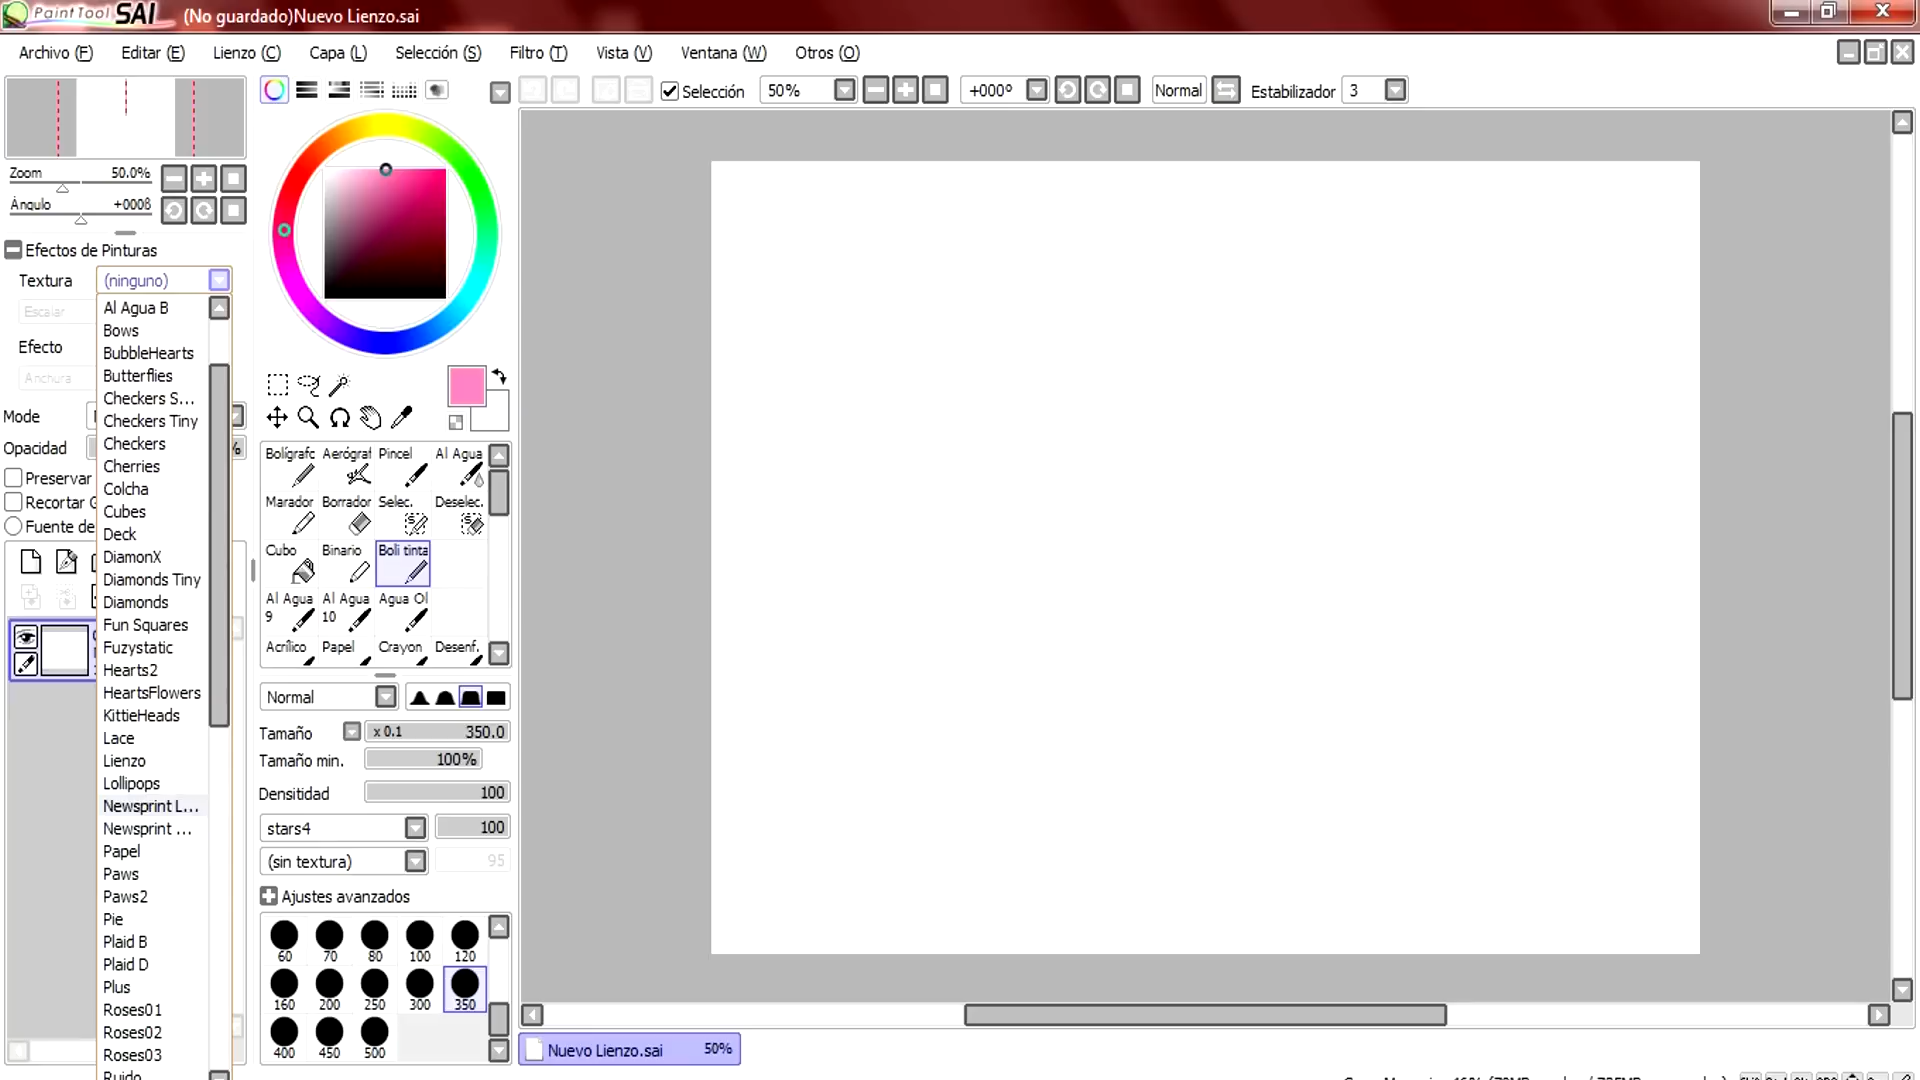 PaintTool SAI (No guardado)Nuevo Lienzo.sai
Archivo (F) Editar (E) Lienzo (C) Capa (L) Selección (S) Filtro (T) Vista (V) Ventana (W) Otros (O)
Selección 50% +000º Normal Estabilizador 3
Zoom 50.0%
Ángulo +000ß
Efectos de Pinturas
Textura (ninguno)
Escalar
Efecto
Anchura
Mode
Opacidad %
Preservar
Recortar G
Fuente de
Al Agua B
Bows
BubbleHearts
Butterflies
Checkers S...
Checkers Tiny
Checkers
Cherries
Colcha
Cubes
Deck
DiamonX
Diamonds Tiny
Diamonds
Fun Squares
Fuzystatic
Hearts2
HeartsFlowers
KittieHeads
Lace
Lienzo
Lollipops
Newsprint L...
Newsprint ...
Papel
Paws
Paws2
Pie
Plaid B
Plaid D
Plus
Roses01
Roses02
Roses03
Ruido
Bolígrafc Aerógraf Pincel Al Agua
Marador Borrador Selec. Deselec.
Cubo Binario Boli tinta
Al Agua 9 Al Agua 10 Agua Ol
Acrílico Papel Crayon Desenf.
Normal
Tamaño x 0.1 350.0
Tamaño min. 100%
Densitidad 100
stars4 100
(sin textura) 95
Ajustes avanzados
60 70 80 100 120
160 200 250 300 350
400 450 500
Nuevo Lienzo.sai 50%